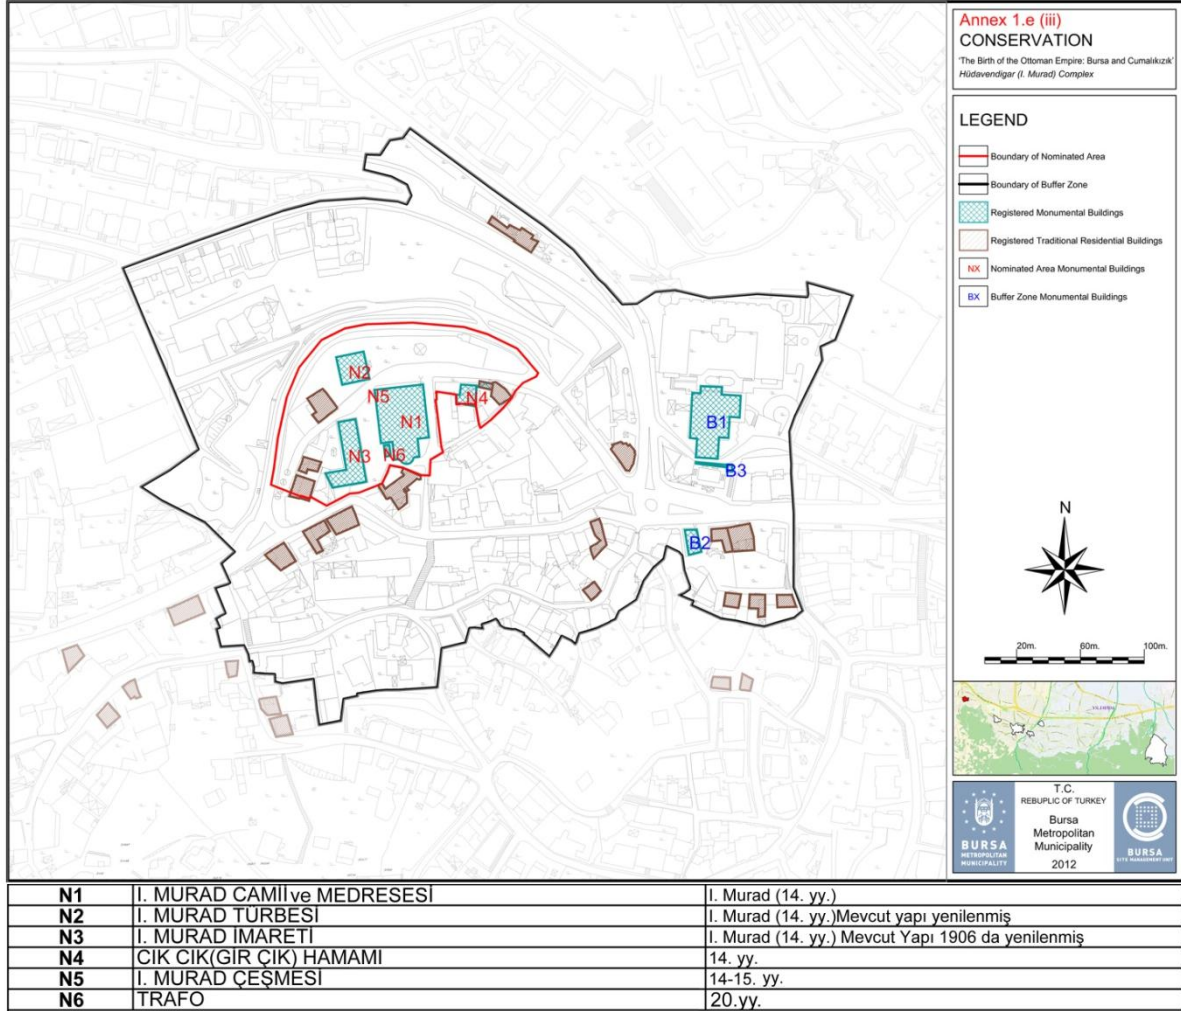 Annex 1.e (iii)
CONSERVATION
'The Birth of the Ottoman Empire: Bursa and Cumalıkızık'
Hüdavendigar (I. Murad) Complex
LEGEND
Boundary of Nominated Area
Boundary of Buffer Zone
Registered Monumental Buildings
Registered Traditional Residential Buildings
NX Nominated Area Monumental Buildings
BX Buffer Zone Monumental Buildings
N2
N5
N4
N1
N3
N6
B1
B3
B2
N
20m. 60m. 100m.
T.C.
REBUPLIC OF TURKEY
Bursa
Metropolitan
Municipality
2012
BURSA
METROPOLITAN
MUNICIPALITY
BURSA
SITE MANAGEMENT UNIT
N1 I. MURAD CAMİİ ve MEDRESESİ I. Murad (14. yy.)
N2 I. MURAD TÜRBESİ I. Murad (14. yy.)Mevcut yapı yenilenmiş
N3 I. MURAD İMARETİ I. Murad (14. yy.) Mevcut Yapı 1906 da yenilenmiş
N4 CIK CIK(GİR ÇIK) HAMAMI 14. yy.
N5 I. MURAD ÇEŞMESİ 14-15. yy.
N6 TRAFO 20.yy.